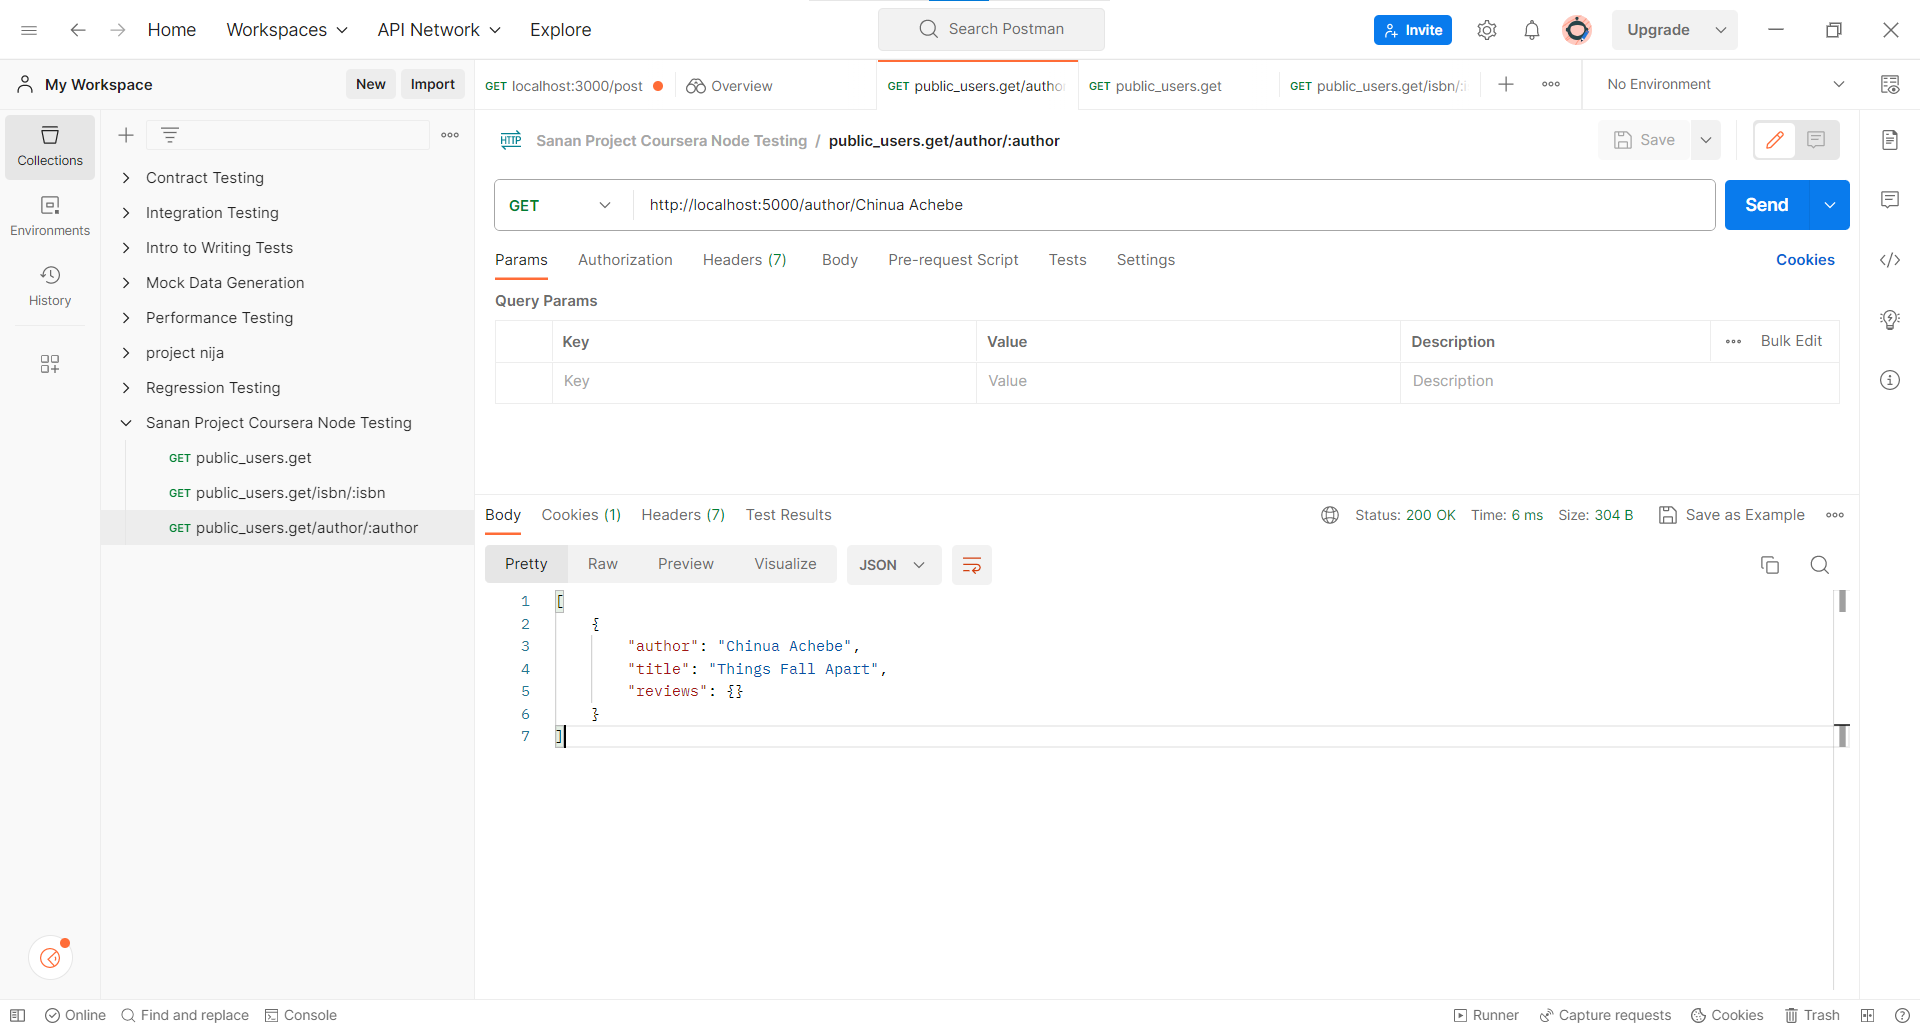 Home Workspaces API Network Explore Search Postman Invite Upgrade
My Workspace New Import
GET localhost:3000/post Overview GET public_users.get/autho GET public_users.get GET public_users.get/isbn/:i No Environment
Collections
Environments
History
Contract Testing
Integration Testing
Intro to Writing Tests
Mock Data Generation
Performance Testing
project nija
Regression Testing
Sanan Project Coursera Node Testing
GET public_users.get
GET public_users.get/isbn/:isbn
GET public_users.get/author/:author
HTTP Sanan Project Coursera Node Testing / public_users.get/author/:author Save
GET http://localhost:5000/author/Chinua Achebe Send
Params Authorization Headers (7) Body Pre-request Script Tests Settings Cookies
Query Params
Key Value Description Bulk Edit
Key Value Description
Body Cookies (1) Headers (7) Test Results Status: 200 OK Time: 6 ms Size: 304 B Save as Example
Pretty Raw Preview Visualize JSON
1 [
2 {
3 "author": "Chinua Achebe",
4 "title": "Things Fall Apart",
5 "reviews": {}
6 }
7 ]
Online Find and replace Console Runner Capture requests Cookies Trash